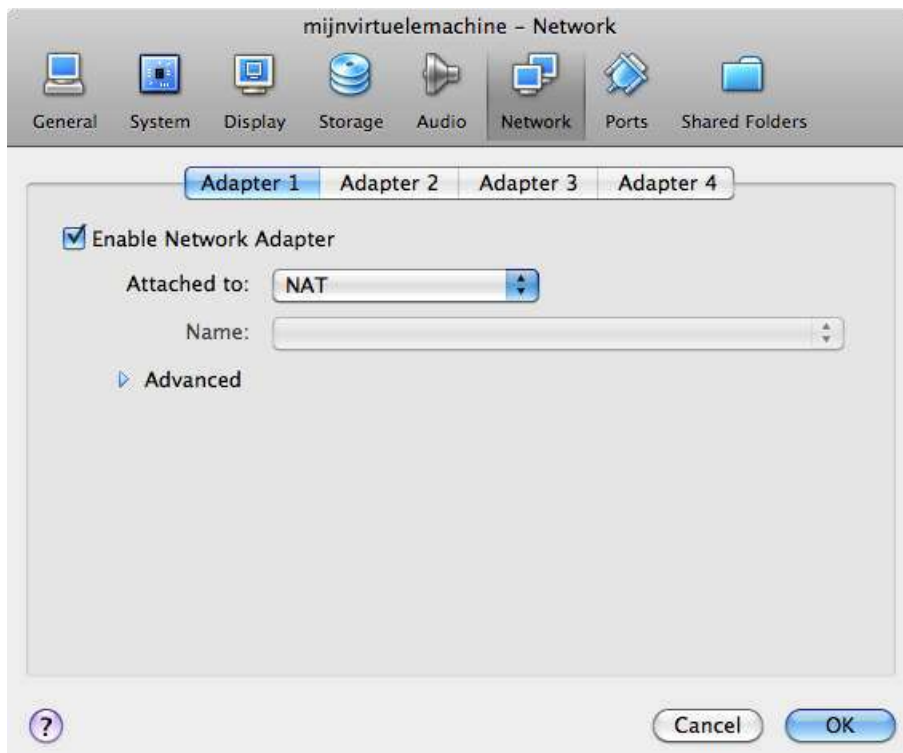 mijnvirtuelemachine – Network
General System Display Storage Audio Network Ports Shared Folders
Adapter 1 Adapter 2 Adapter 3 Adapter 4
Enable Network Adapter
Attached to: NAT
Name:
Advanced
? Cancel OK